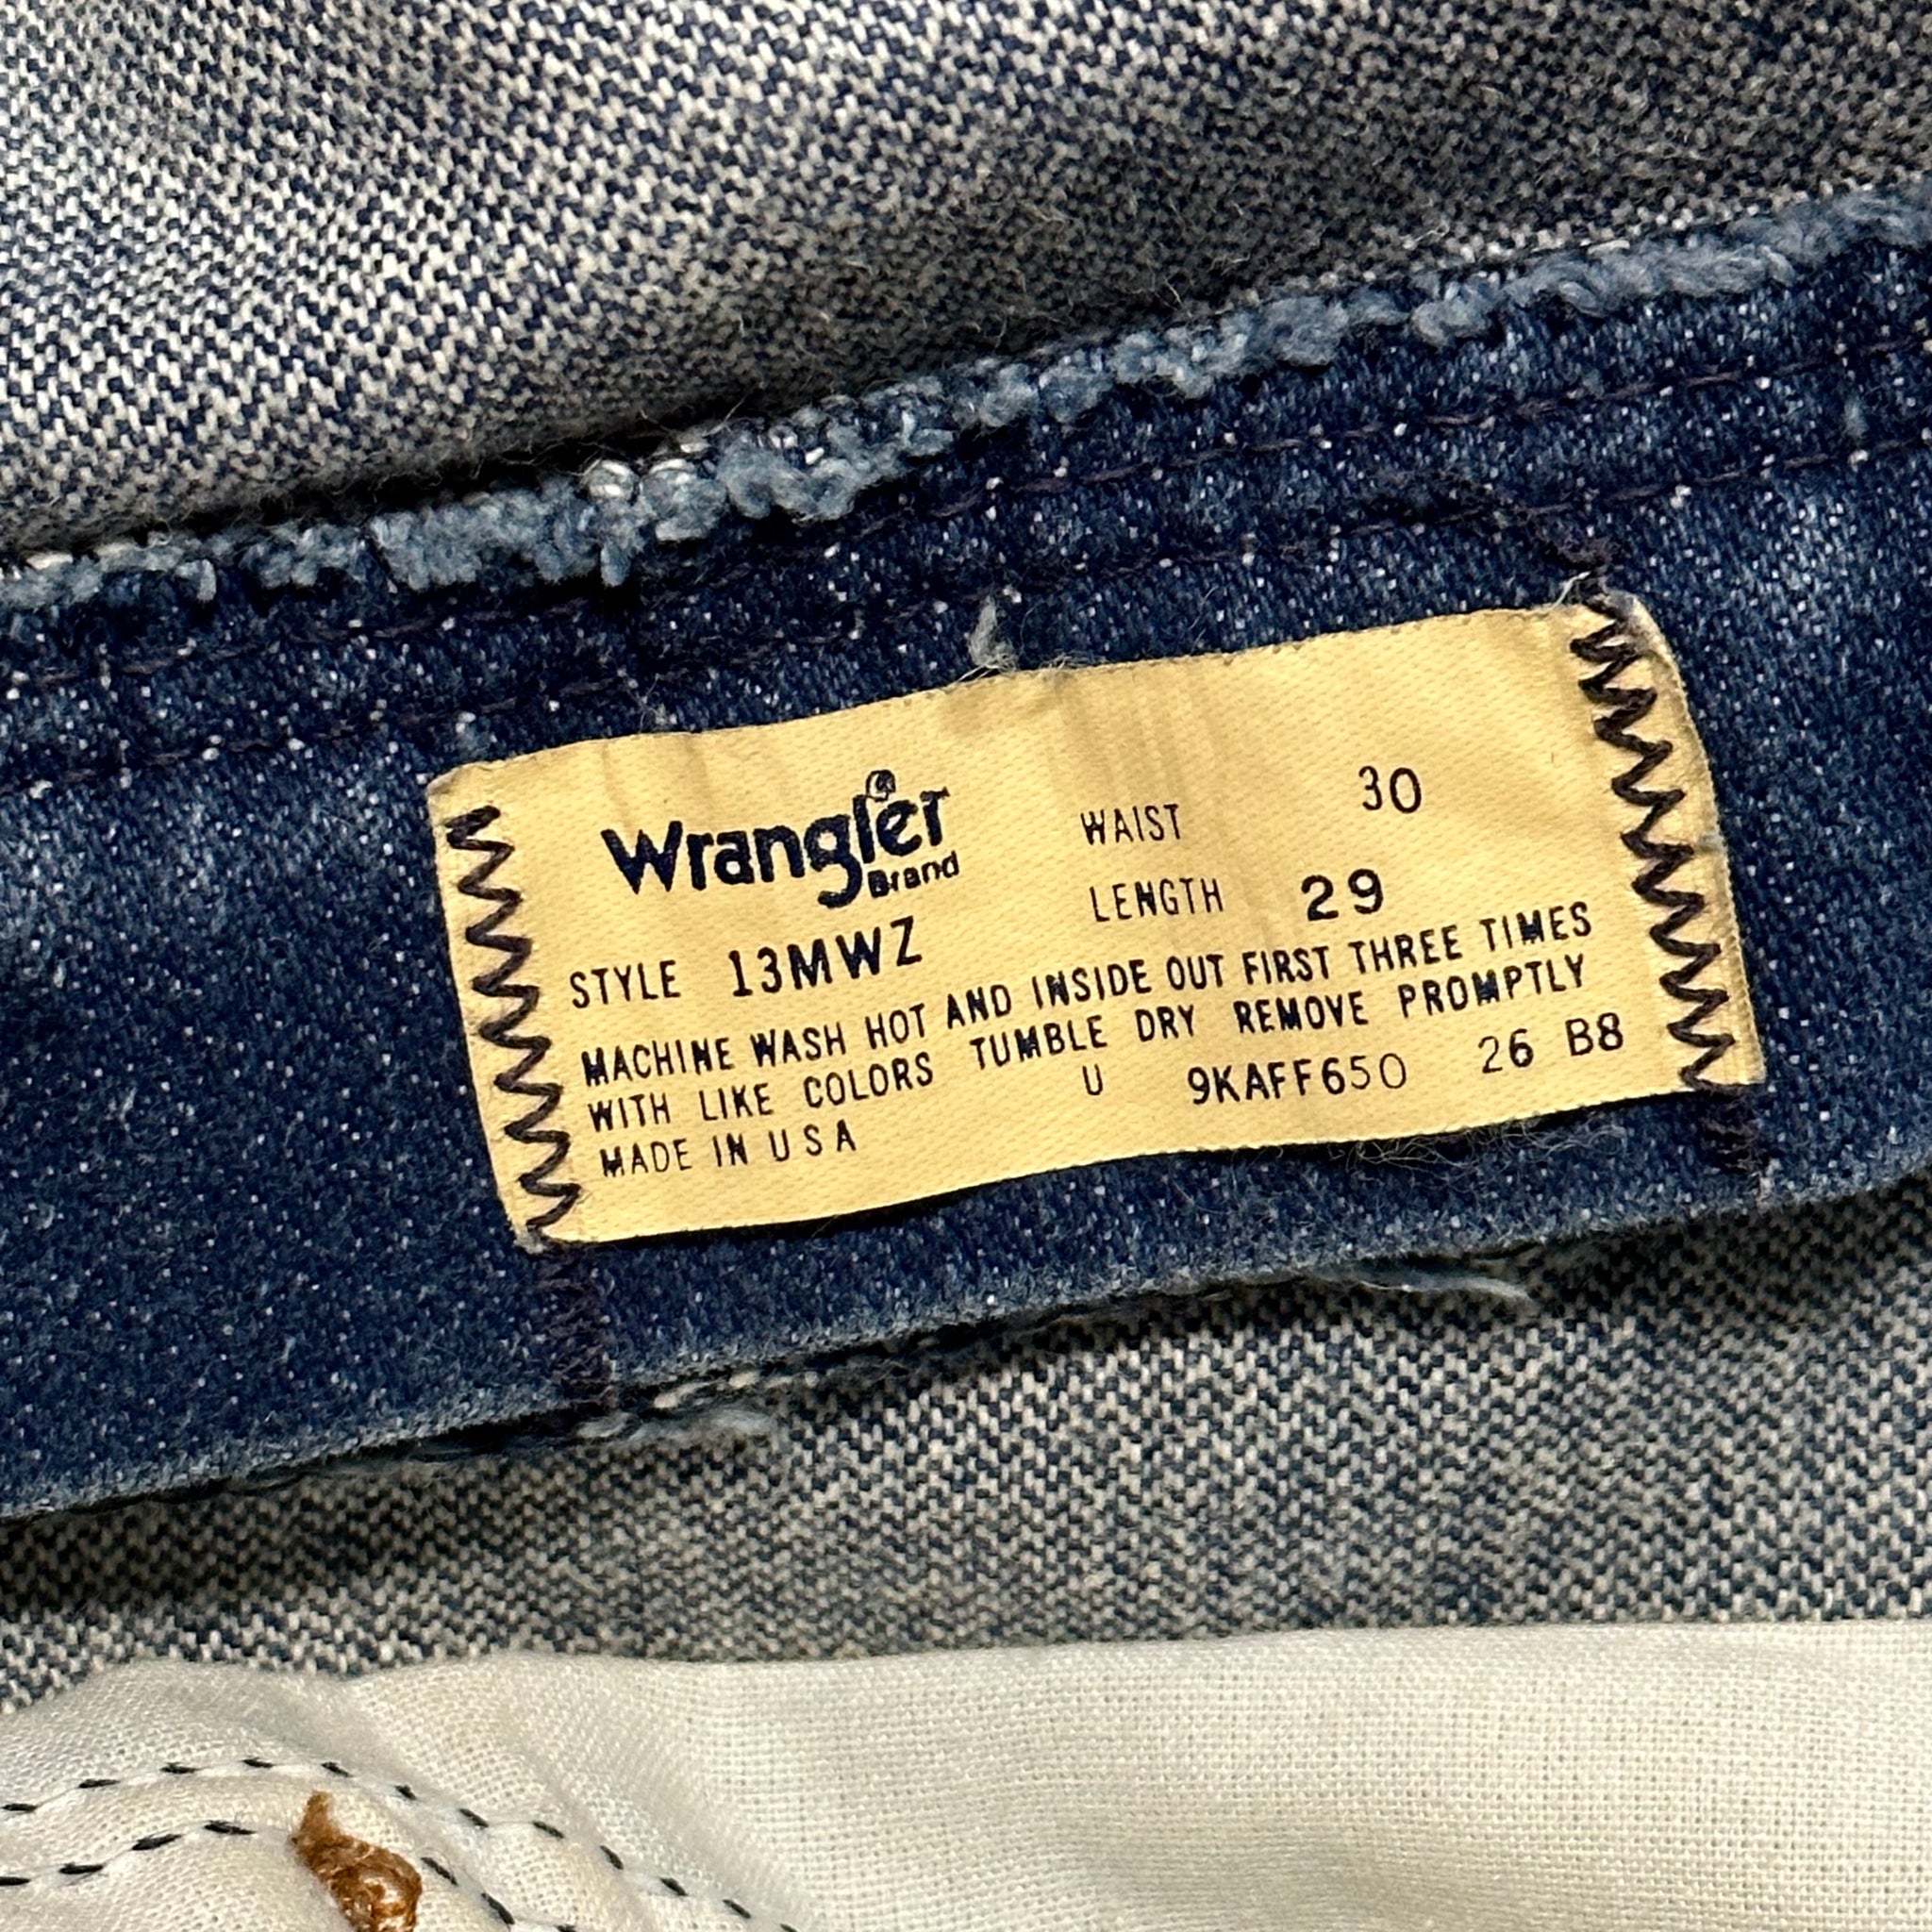 Wrangler®
Brand
WAIST 30
LENGTH 29
STYLE 13MWZ
MACHINE WASH HOT AND INSIDE OUT FIRST THREE TIMES
WITH LIKE COLORS TUMBLE DRY REMOVE PROMPTLY
MADE IN U S A U 9KAFF650 26 B8